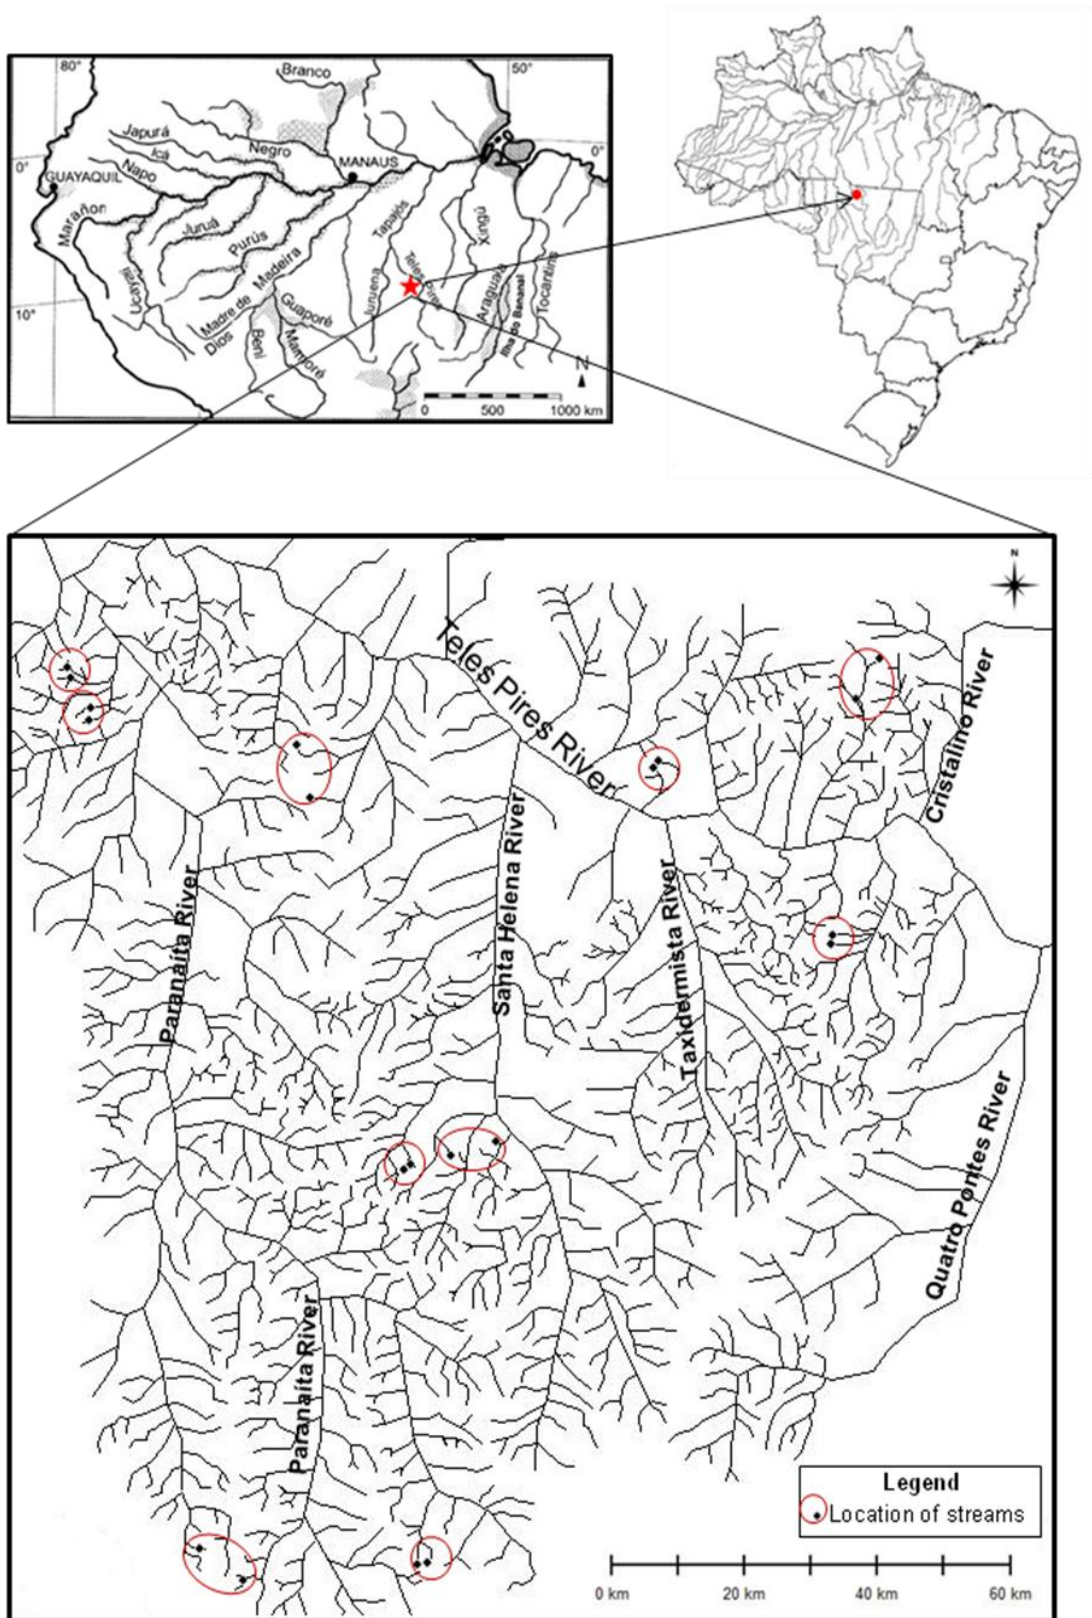 80°
50°
Branco
Japurá
Içá
Negro
Napo
MANAUS
0°
0°
GUAYAQUIL
Marañon
Juruá
Purús
Madeira
Ucayali
Tapajós
Xingu
Teles Pires
Juruena
Araguaia
Ilha do Bananal
Tocantins
10°
Madre de
Dios
Beni
Guaporé
Mamoré
N
0 500 1000 km
N
Teles Pires River
Cristalino River
Santa Helena River
Paranaíta River
Taxidermista River
Quatro Pontes River
Paranaíta River
Legend
Location of streams
0 km 20 km 40 km 60 km